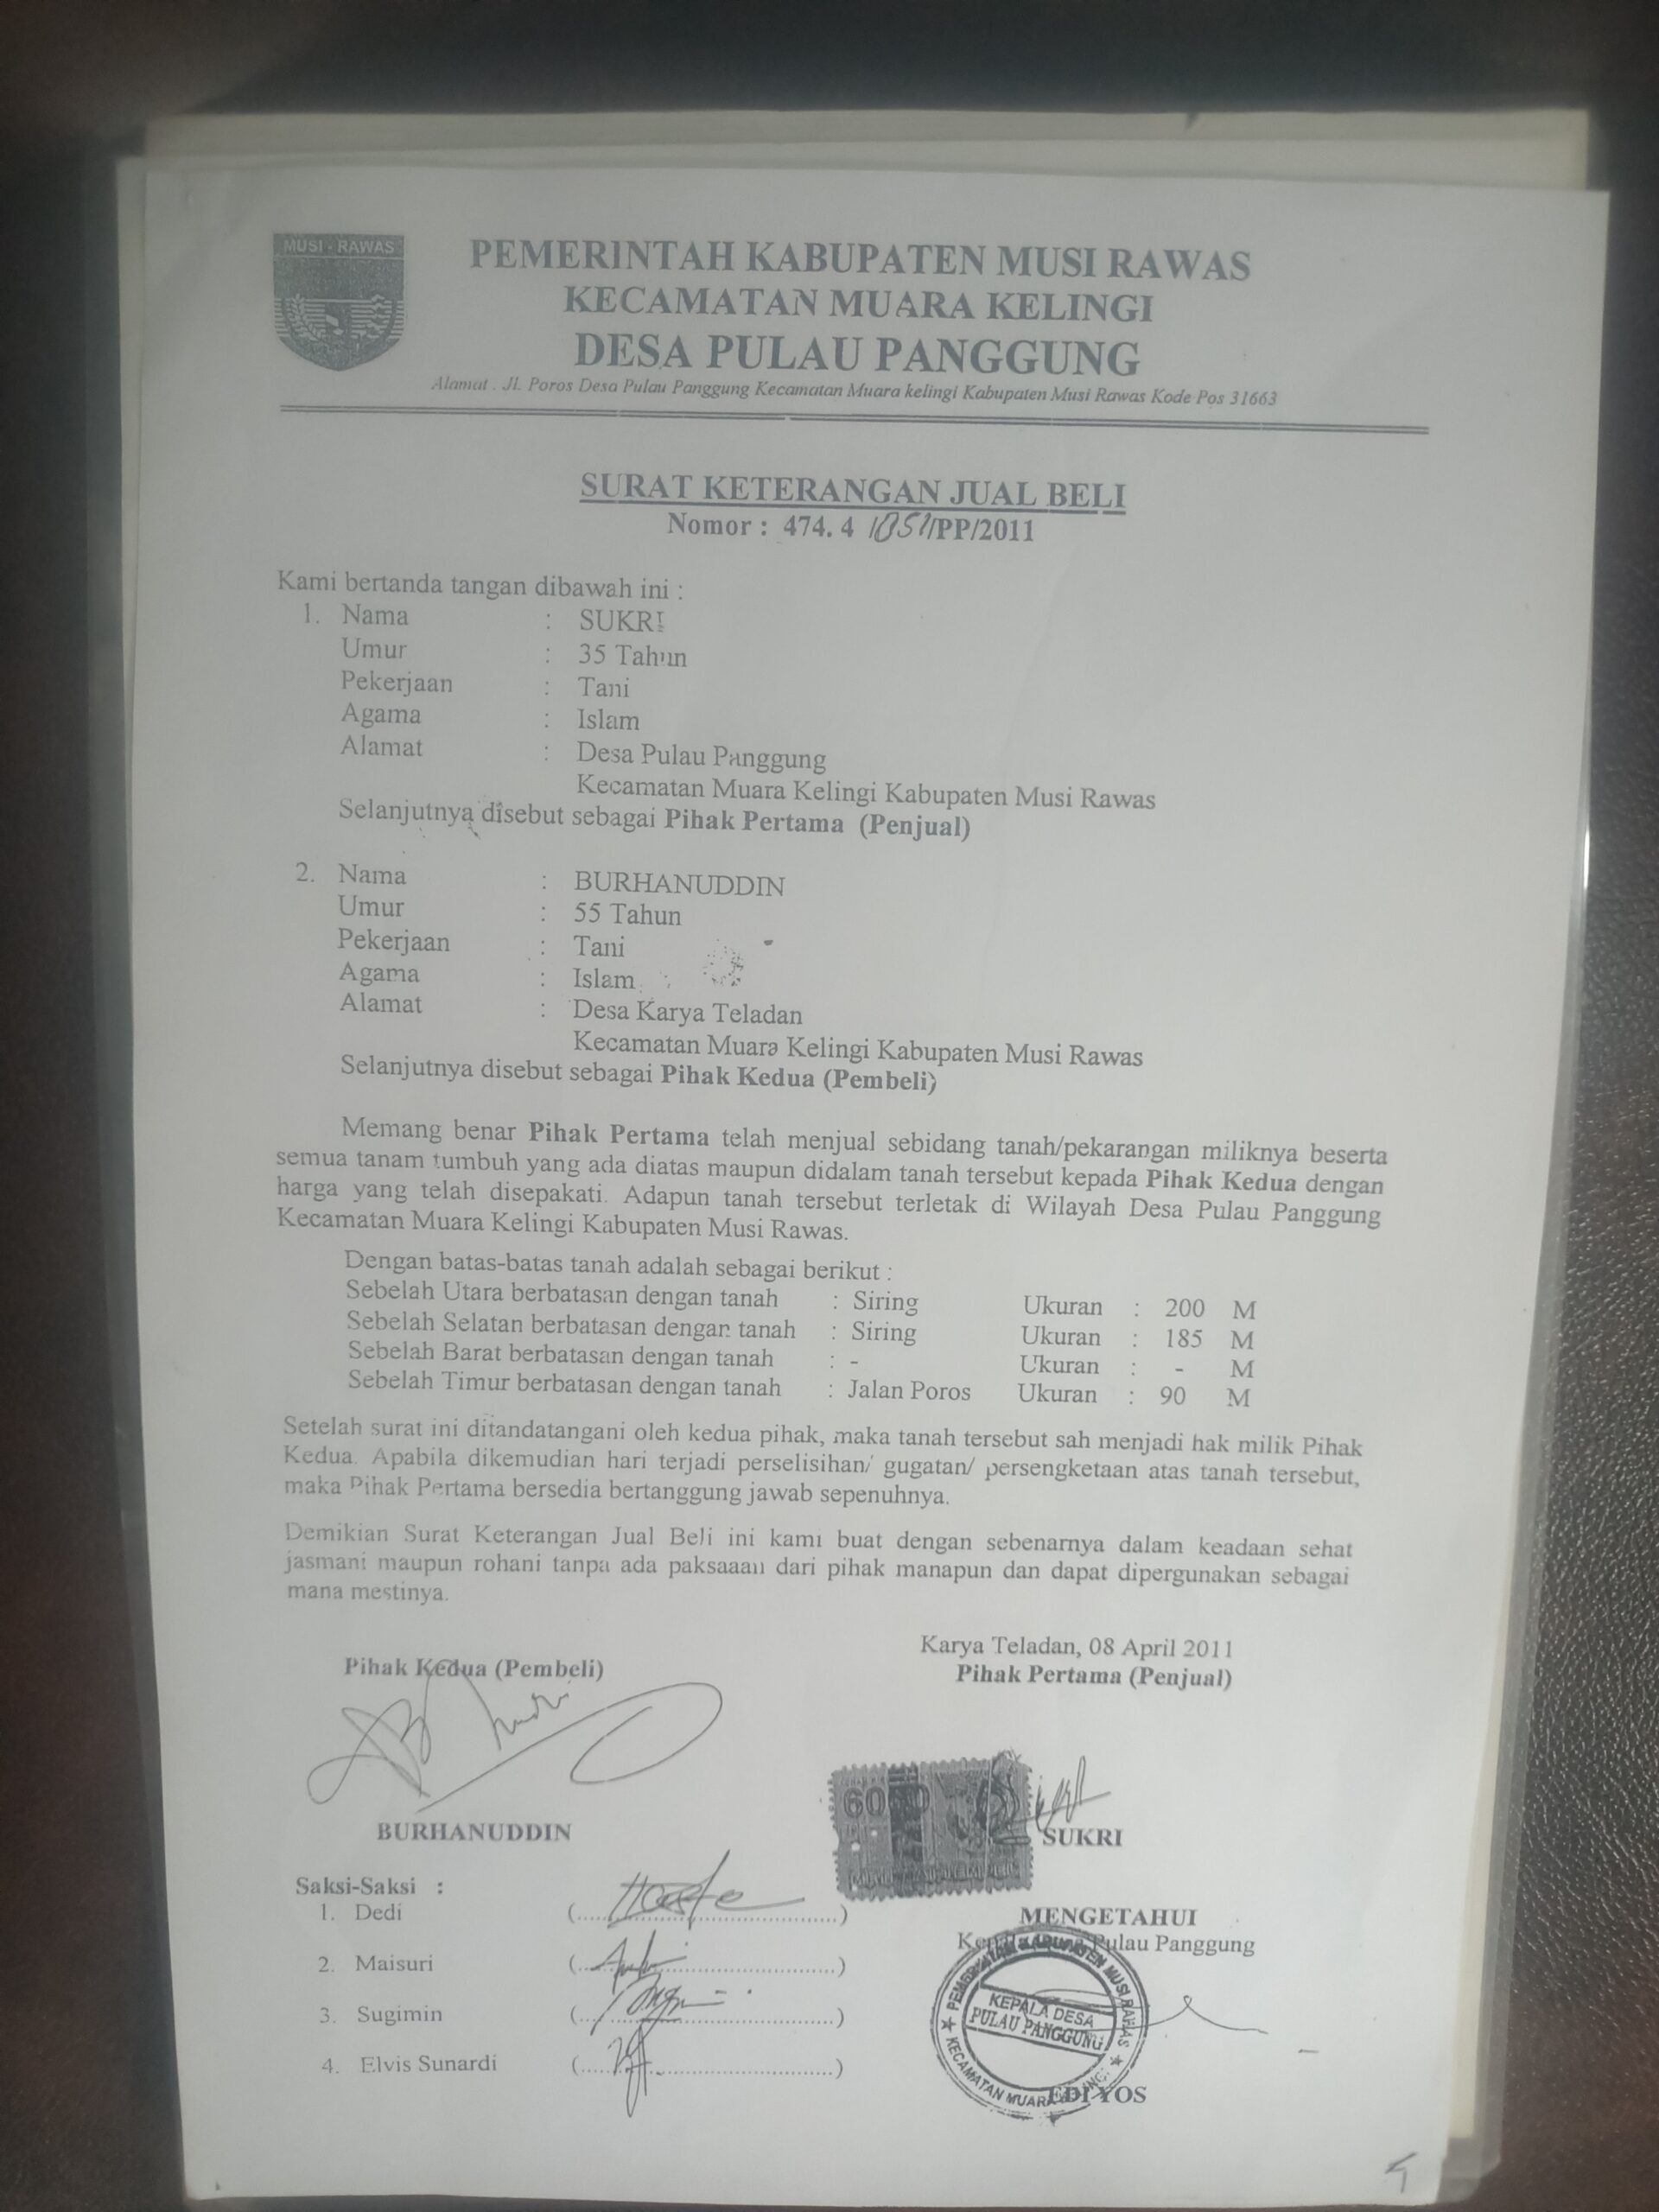 MUSI - RAWAS
PEMERINTAH KABUPATEN MUSI RAWAS
KECAMATAN MUARA KELINGI
DESA PULAU PANGGUNG
Alamat . Jl. Poros Desa Pulau Panggung Kecamatan Muara kelingi Kabupaten Musi Rawas Kode Pos 31663
SURAT KETERANGAN JUAL BELI
Nomor : 474. 4 /PP/2011
Kami bertanda tangan dibawah ini :
1. Nama : SUKRI
Umur : 35 Tahun
Pekerjaan : Tani
Agama : Islam
Alamat : Desa Pulau Panggung
Kecamatan Muara Kelingi Kabupaten Musi Rawas
Selanjutnya disebut sebagai Pihak Pertama (Penjual)
2. Nama : BURHANUDDIN
Umur : 55 Tahun
Pekerjaan : Tani
Agama : Islam
Alamat : Desa Karya Teladan
Kecamatan Muara Kelingi Kabupaten Musi Rawas
Selanjutnya disebut sebagai Pihak Kedua (Pembeli)
Memang benar Pihak Pertama telah menjual sebidang tanah/pekarangan miliknya beserta
semua tanam tumbuh yang ada diatas maupun didalam tanah tersebut kepada Pihak Kedua dengan
harga yang telah disepakati. Adapun tanah tersebut terletak di Wilayah Desa Pulau Panggung
Kecamatan Muara Kelingi Kabupaten Musi Rawas.
Dengan batas-batas tanah adalah sebagai berikut :
Sebelah Utara berbatasan dengan tanah : Siring Ukuran : 200 M
Sebelah Selatan berbatasan dengan tanah : Siring Ukuran : 185 M
Sebelah Barat berbatasan dengan tanah : - Ukuran : - M
Sebelah Timur berbatasan dengan tanah : Jalan Poros Ukuran : 90 M
Setelah surat ini ditandatangani oleh kedua pihak, maka tanah tersebut sah menjadi hak milik Pihak
Kedua. Apabila dikemudian hari terjadi perselisihan/ gugatan/ persengketaan atas tanah tersebut,
maka Pihak Pertama bersedia bertanggung jawab sepenuhnya.
Demikian Surat Keterangan Jual Beli ini kami buat dengan sebenarnya dalam keadaan sehat
jasmani maupun rohani tanpa ada paksaaan dari pihak manapun dan dapat dipergunakan sebagai
mana mestinya.
Karya Teladan, 08 April 2011
Pihak Kedua (Pembeli) Pihak Pertama (Penjual)
6000
BURHANUDDIN SUKRI
Saksi-Saksi :
1. Dedi (.....................)
2. Maisuri (.....................)
3. Sugimin (.....................)
4. Elvis Sunardi (.....................)
MENGETAHUI
Pulau Panggung
PEMERINTAH KABUPATEN MUSI RAWAS
KEPALA DESA
PULAU PANGGUNG
KECAMATAN MUARA
EDI YOS